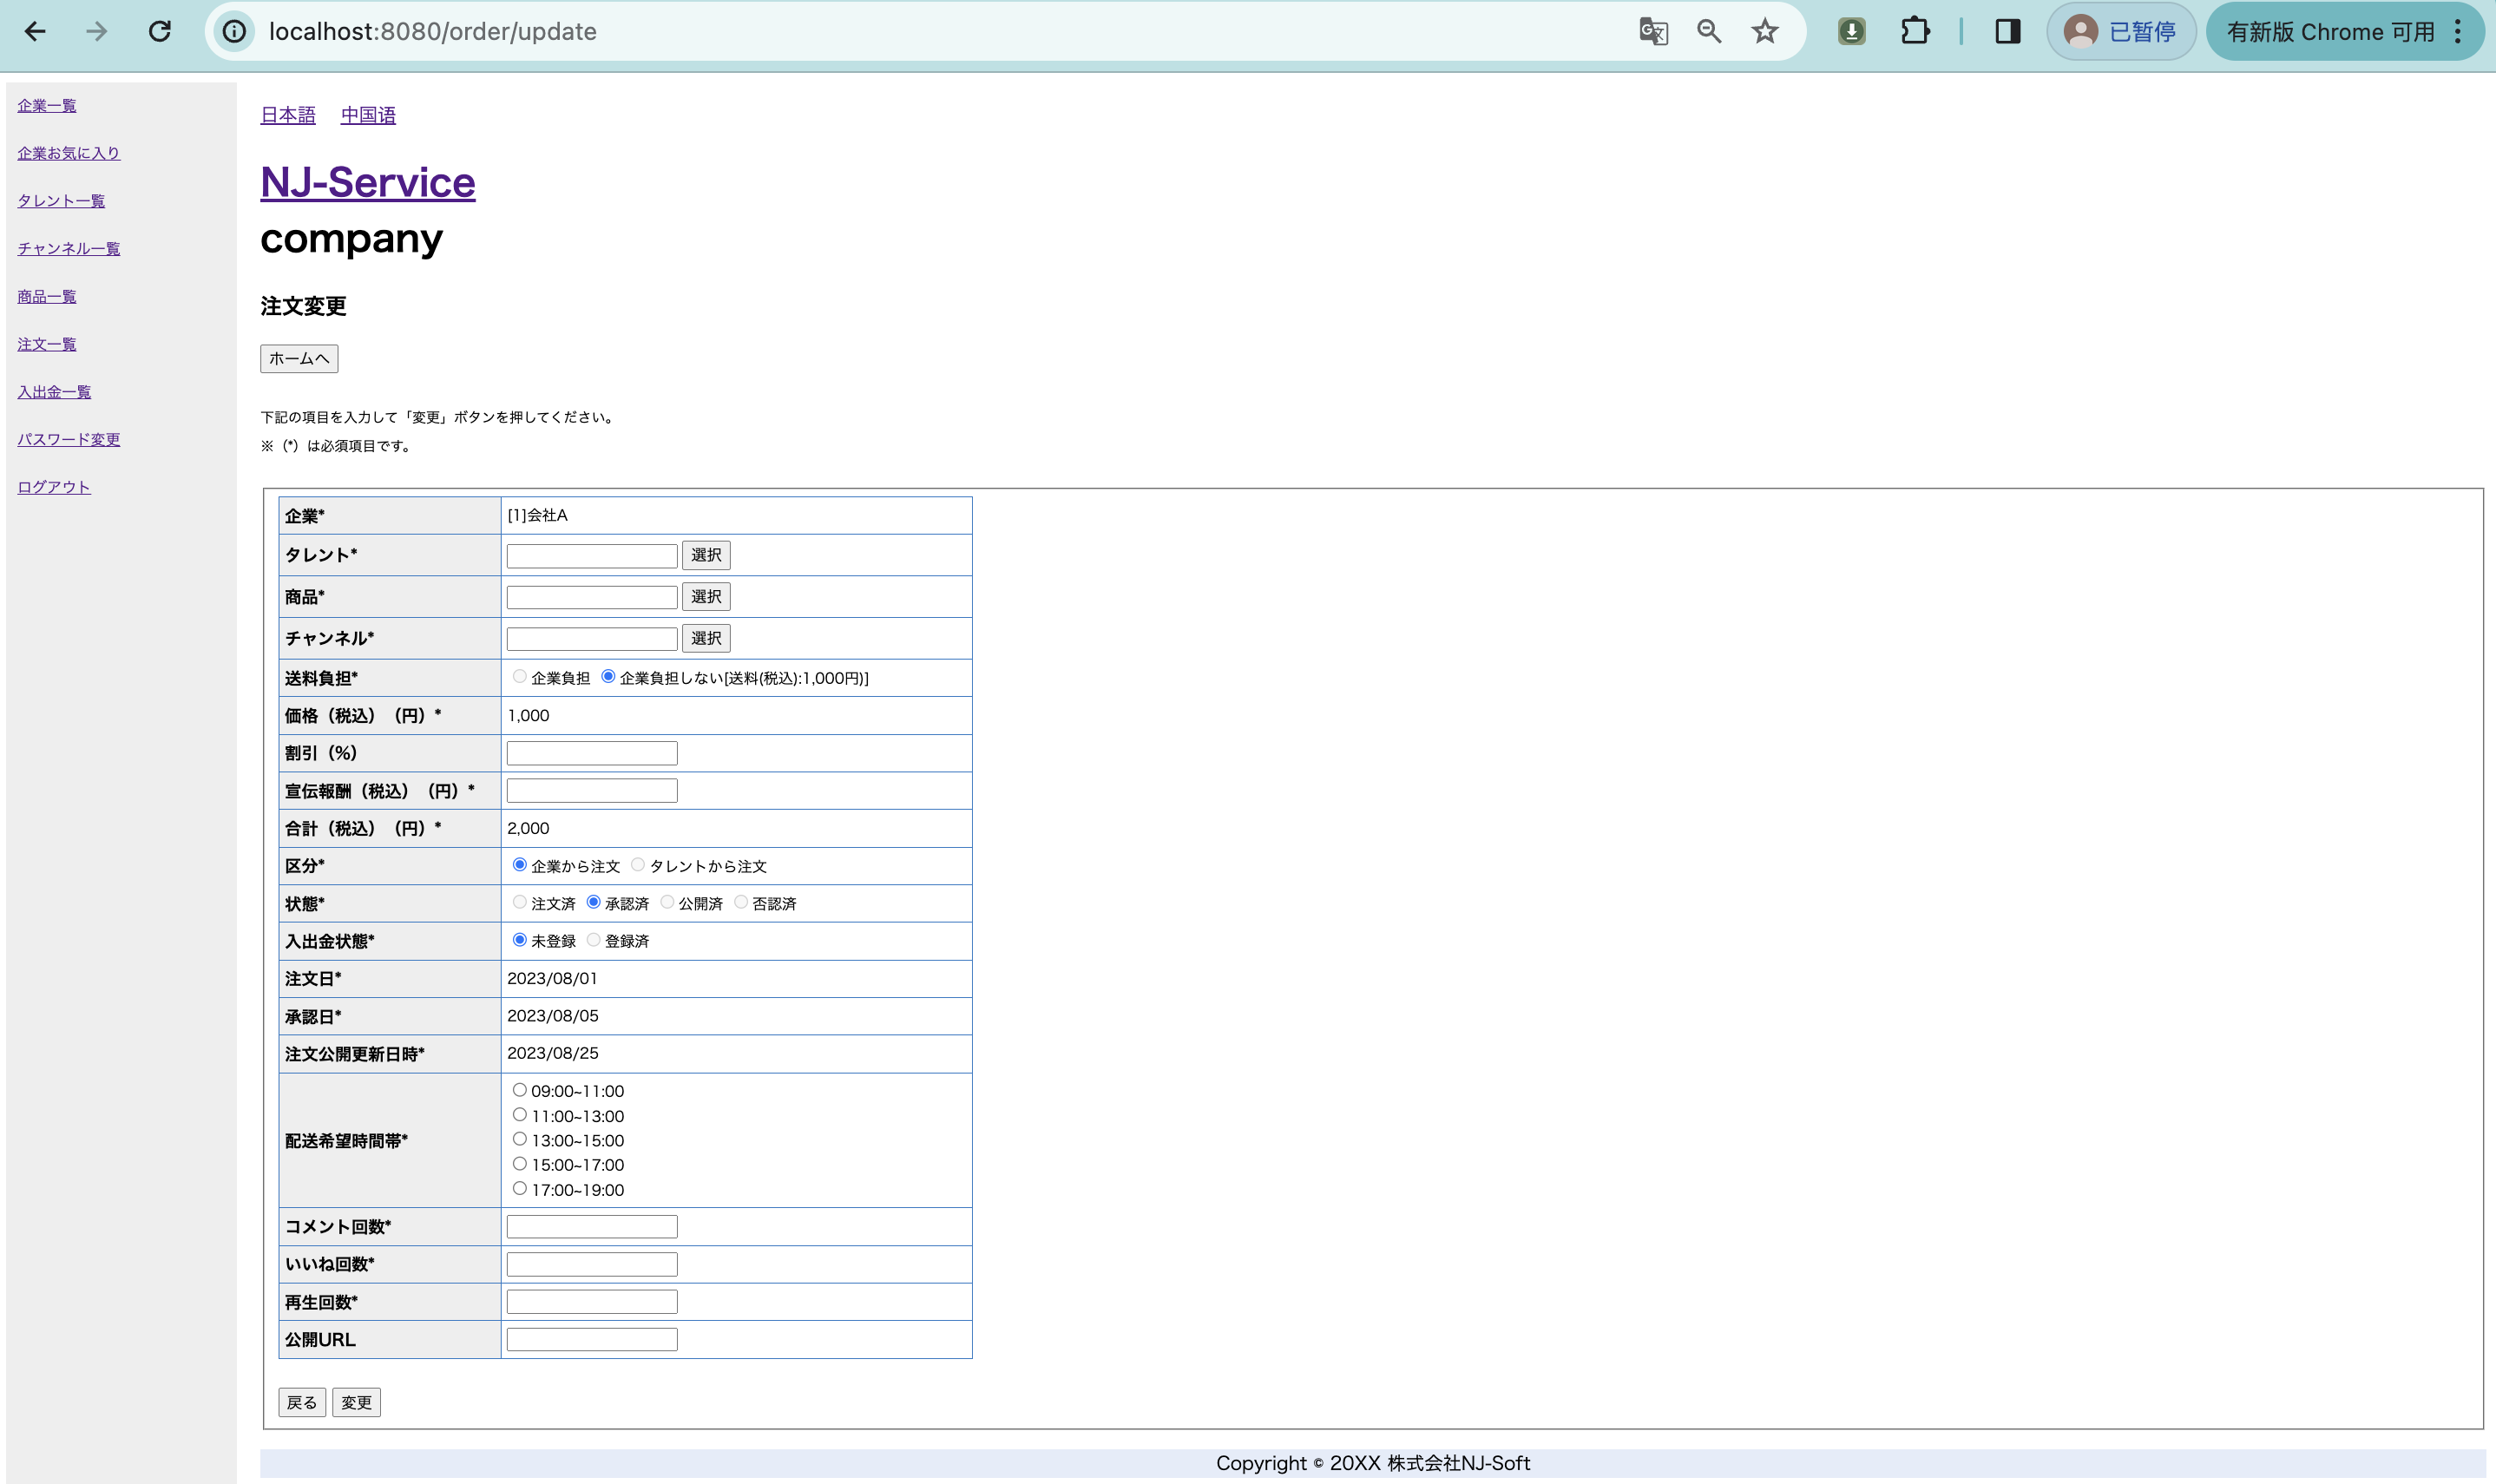 localhost:8080/order/update
已暂停
有新版 Chrome 可用
企業一覧
企業お気に入り
タレント一覧
チャンネル一覧
商品一覧
注文一覧
入出金一覧
パスワード変更
ログアウト
日本語 中国语
NJ-Service
company
注文変更
ホームへ
下記の項目を入力して「変更」ボタンを押してください。
※（*）は必須項目です。
企業* [1]会社A
タレント* 選択
商品* 選択
チャンネル* 選択
送料負担* 企業負担 企業負担しない[送料(税込):1,000円)]
価格（税込）（円）* 1,000
割引（%）
宣伝報酬（税込）（円）*
合計（税込）（円）* 2,000
区分* 企業から注文 タレントから注文
状態* 注文済 承認済 公開済 否認済
入出金状態* 未登録 登録済
注文日* 2023/08/01
承認日* 2023/08/05
注文公開更新日時* 2023/08/25
配送希望時間帯*
09:00~11:00
11:00~13:00
13:00~15:00
15:00~17:00
17:00~19:00
コメント回数*
いいね回数*
再生回数*
公開URL
戻る 変更
Copyright © 20XX 株式会社NJ-Soft